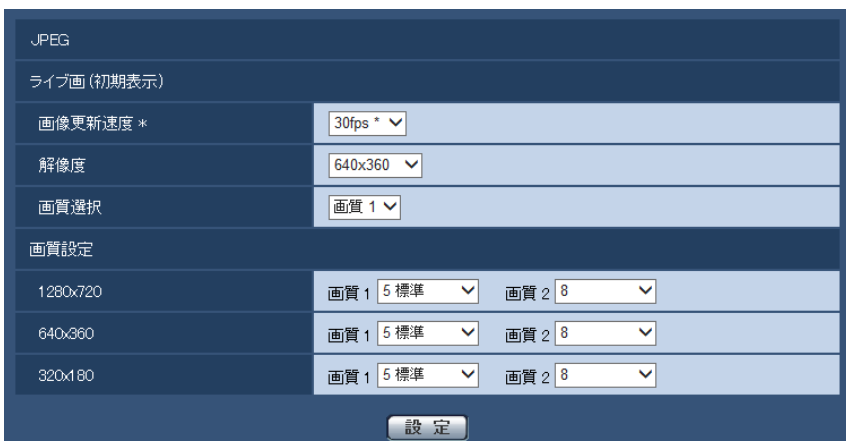 JPEG
ライブ画(初期表示)
画像更新速度 * 30fps *
解像度 640x360
画質選択 画質 1
画質設定
1280x720 画質 1 5 標準 画質 2 8
640x360 画質 1 5 標準 画質 2 8
320x180 画質 1 5 標準 画質 2 8
設 定